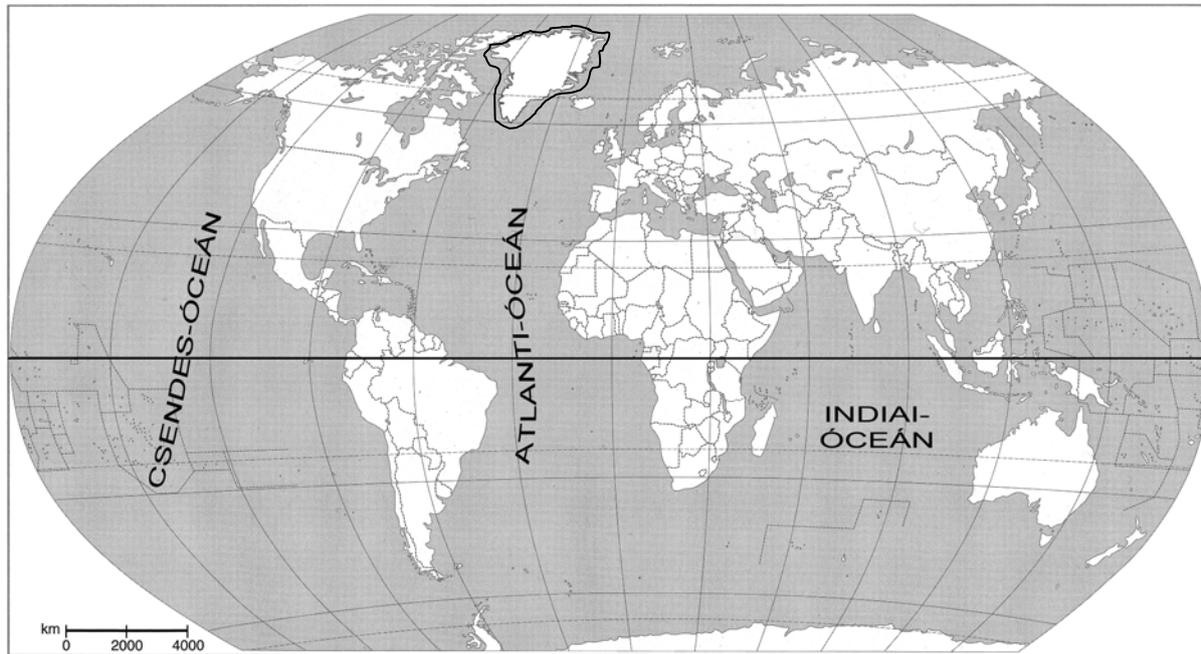 CSENDES-ÓCEÁN
ATLANTI-ÓCEÁN
INDIAI-
ÓCEÁN
km
0 2000 4000